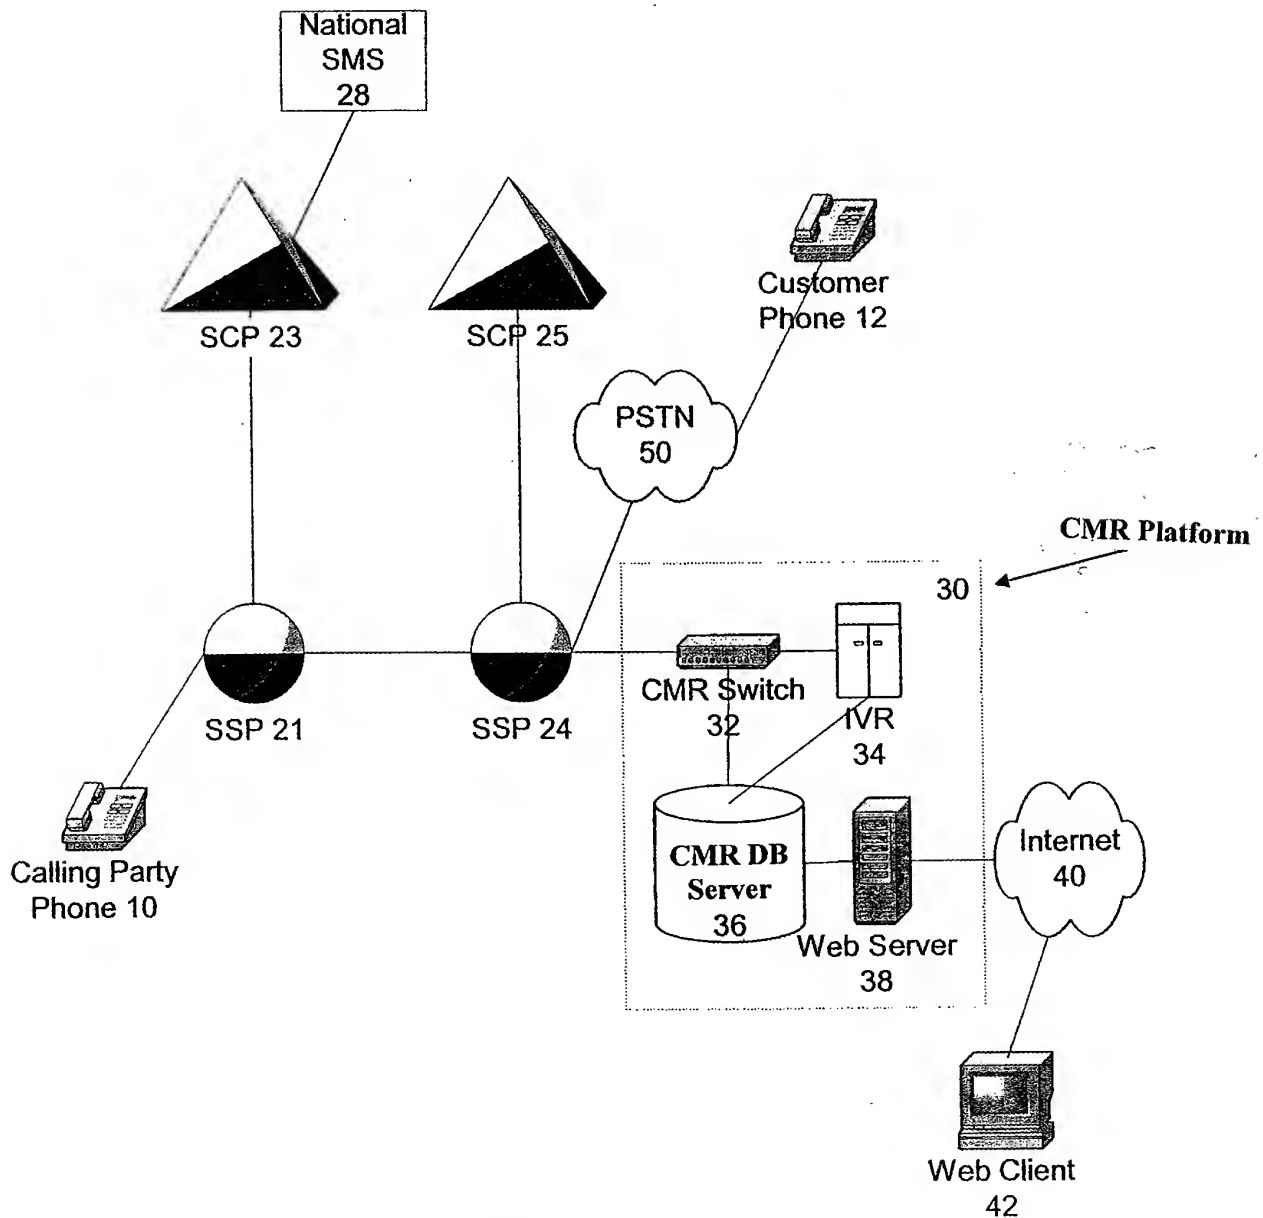 National
SMS
28
SCP 23
SCP 25
Customer
Phone 12
PSTN
50
CMR Platform
30
SSP 21
SSP 24
CMR Switch
32
IVR
34
Calling Party
Phone 10
CMR DB
Server
36
Web Server
38
Internet
40
Web Client
42